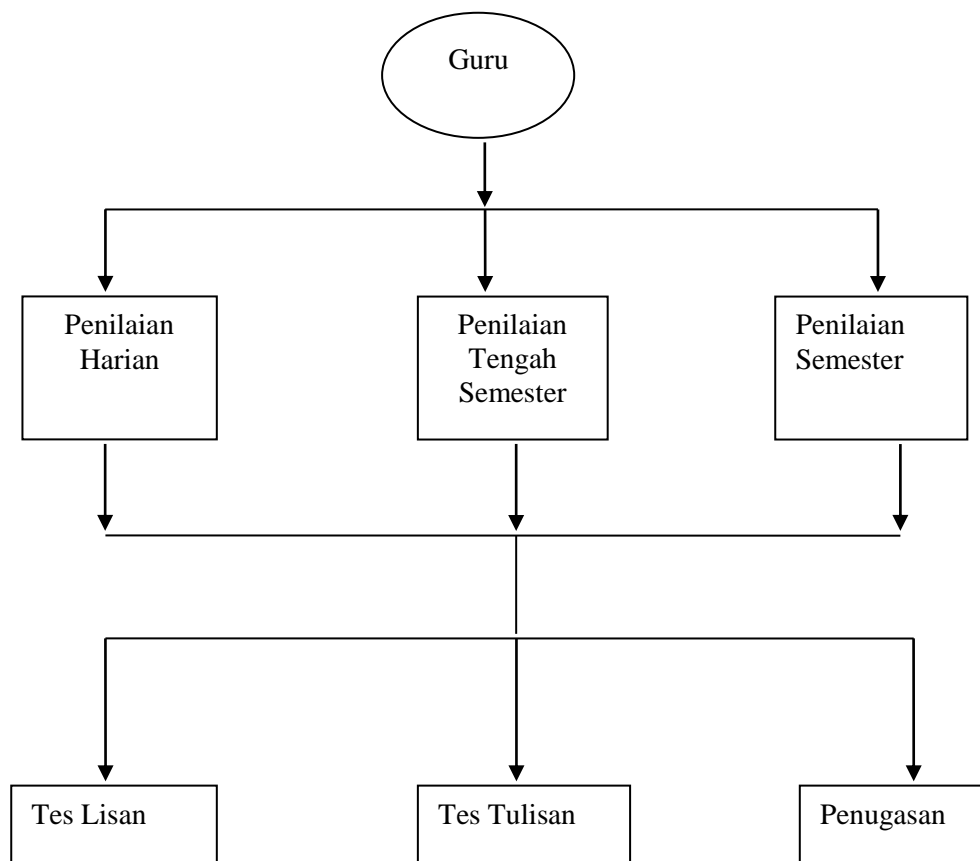 Guru
Penilaian
Harian
Penilaian
Tengah
Semester
Penilaian
Semester
Tes Lisan
Tes Tulisan
Penugasan